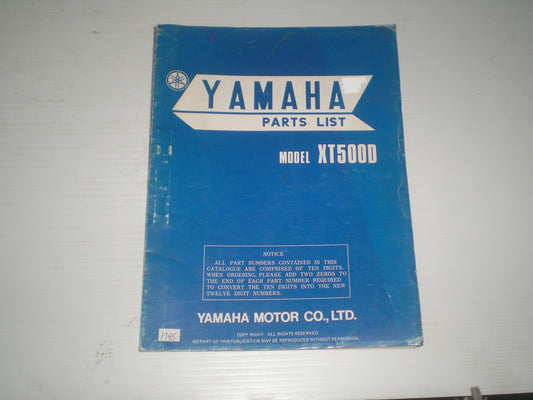 YAMAHA
PARTS LIST
MODEL XT500D
NOTICE
ALL PART NUMBERS CONTAINED IN THIS
CATALOGUE ARE COMPRISED OF TEN DIGITS.
WHEN ORDERING, PLEASE ADD TWO ZEROS TO
THE END OF EACH PART NUMBER REQUIRED
TO CONVERT THE TEN DIGITS INTO THE NEW
TWELVE DIGIT NUMBERS.
YAMAHA MOTOR CO., LTD.
1745
COPY RIGHT. ALL RIGHTS RESERVED
NO PART OF THIS PUBLICATION MAY BE REPRODUCED WITHOUT PERMISSION.